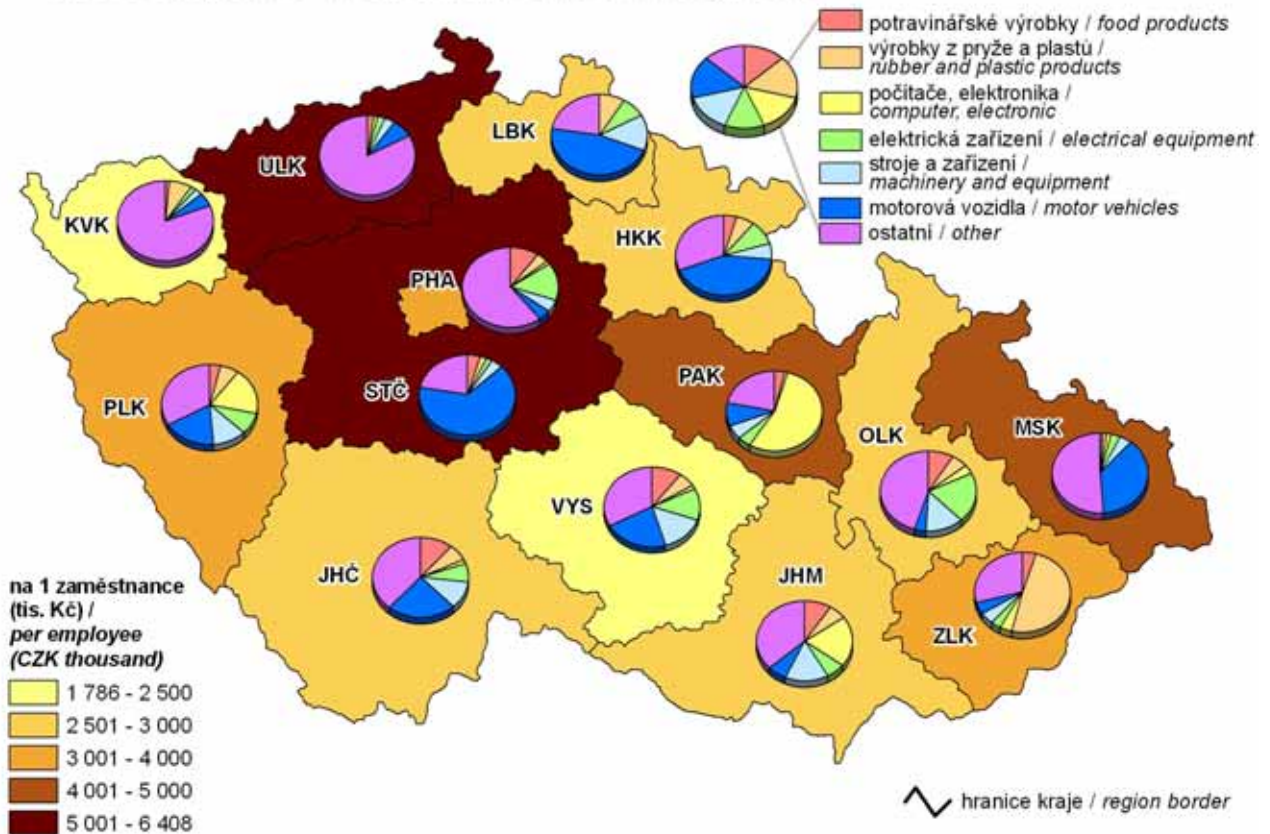 potravinářské výrobky / food products
výrobky z pryže a plastů /
rubber and plastic products
počítače, elektronika /
computer, electronic
elektrická zařízení / electrical equipment
stroje a zařízení /
machinery and equipment
motorová vozidla / motor vehicles
ostatní / other
LBK
ULK
KVK
HKK
PHA
PAK
STČ
PLK
OLK
MSK
VYS
JHČ
JHM
ZLK
na 1 zaměstnance
(tis. Kč) /
per employee
(CZK thousand)
1 786 - 2 500
2 501 - 3 000
3 001 - 4 000
4 001 - 5 000
5 001 - 6 408
hranice kraje / region border